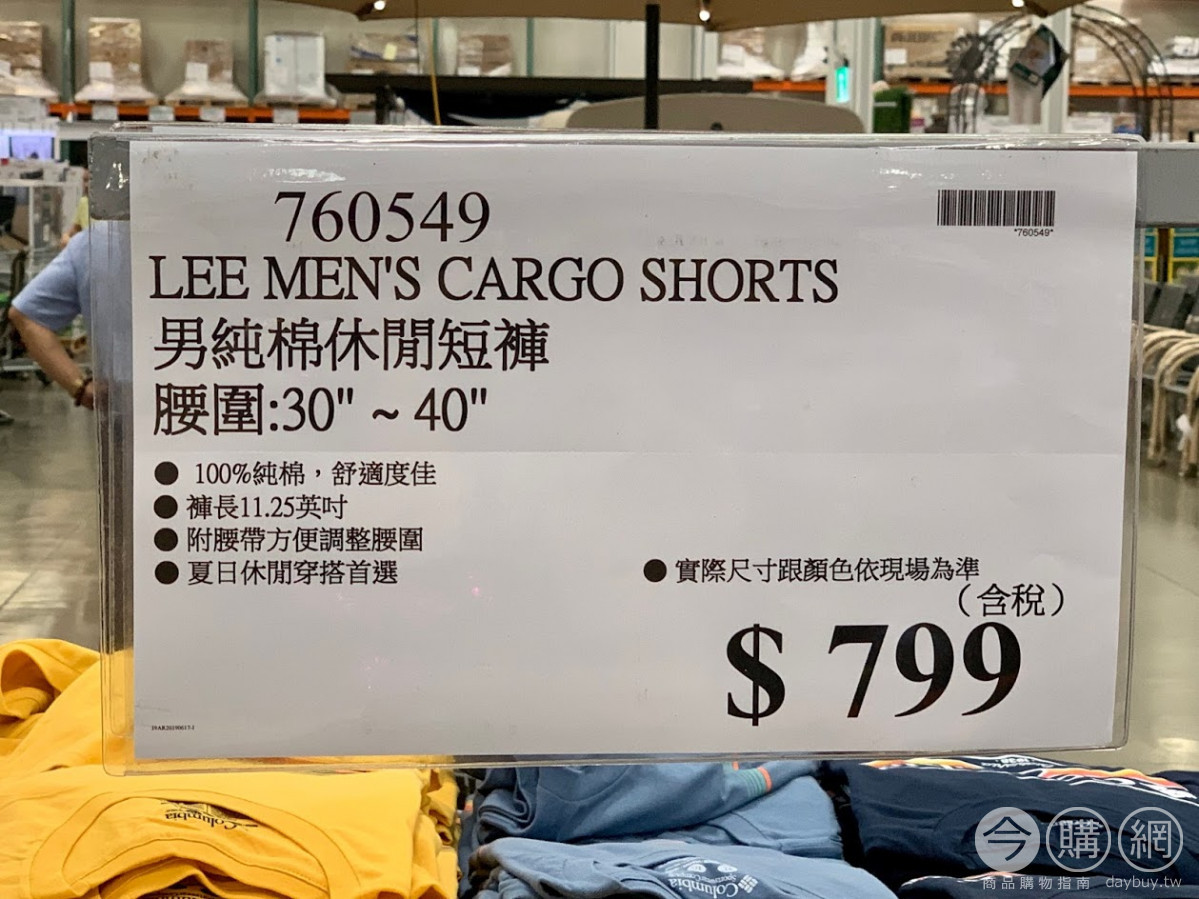 760549
"760549"
LEE MEN'S CARGO SHORTS
男純棉休閒短褲
腰圍:30" ~ 40"
● 100%純棉，舒適度佳
● 褲長11.25英吋
● 附腰帶方便調整腰圍
● 夏日休閒穿搭首選
● 實際尺寸跟顏色依現場為準
（含稅）
$ 799
Columbia
Columbia
今購網
商品購物指南 daybuy.tw